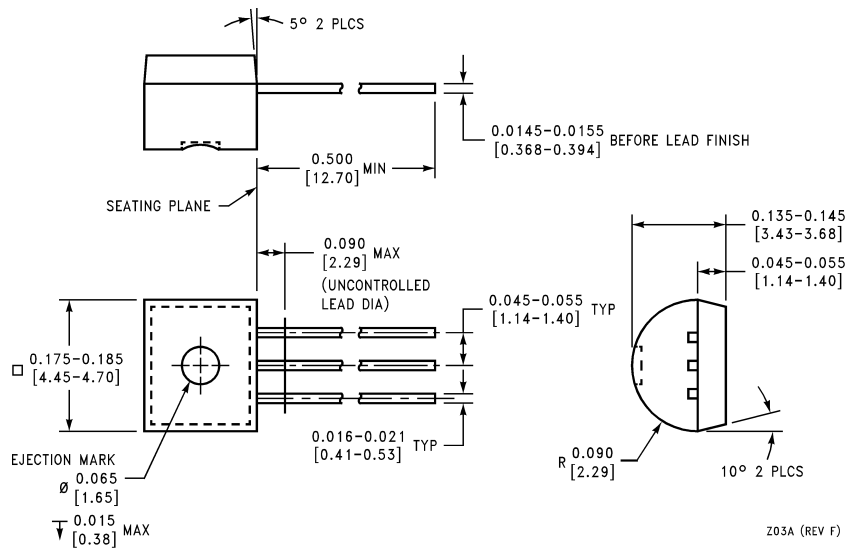 5° 2 PLCS
0.0145-0.0155
[0.368-0.394] BEFORE LEAD FINISH
0.500
[12.70] MIN
SEATING PLANE
0.090
[2.29] MAX
(UNCONTROLLED
LEAD DIA)
0.135-0.145
[3.43-3.68]
0.045-0.055
[1.14-1.40]
0.045-0.055
[1.14-1.40] TYP
□ 0.175-0.185
[4.45-4.70]
0.016-0.021
[0.41-0.53] TYP
EJECTION MARK
Ø 0.065
[1.65]
↧ 0.015
[0.38] MAX
R 0.090
[2.29]
10° 2 PLCS
Z03A (REV F)